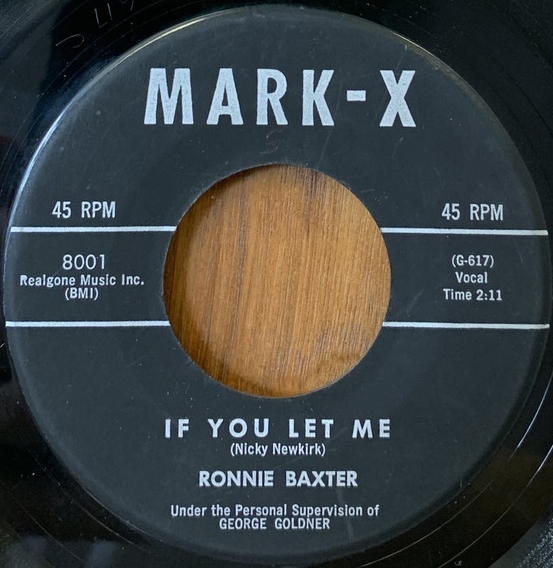 MARK-X
45 RPM
45 RPM
8001
Realgone Music Inc.
(BMI)
(G-617)
Vocal
Time 2:11
IF YOU LET ME
(Nicky Newkirk)
RONNIE BAXTER
Under the Personal Supervision of
GEORGE GOLDNER